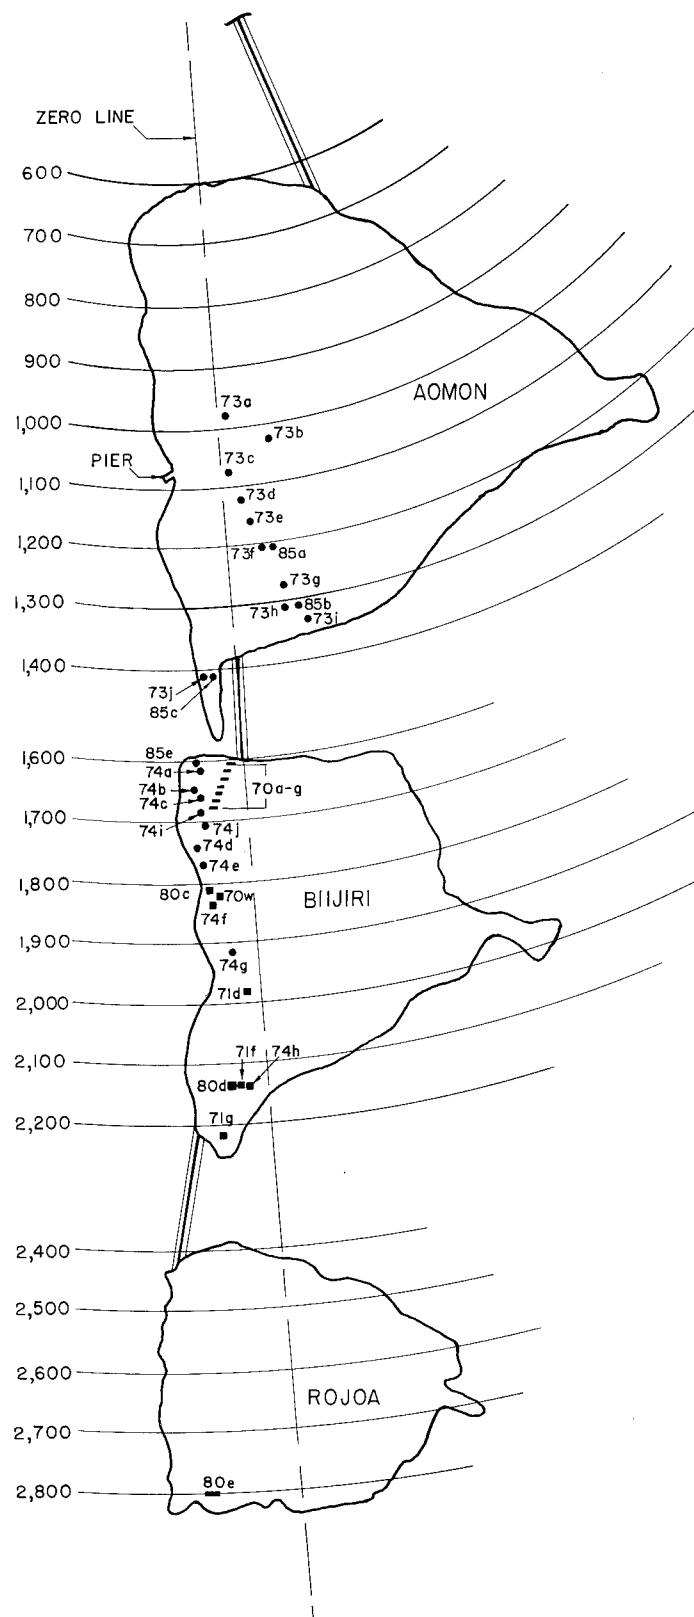 ZERO LINE
600
700
800
900
AOMON
73a
1,000
73b
PIER
73c
1,100
73d
73e
1,200
73f
85a
73g
1,300
73h
85b
73i
1,400
73j
85c
1,600
85e
74a
74b
70a-g
74c
1,700
74i
74j
74d
74e
1,800
80c
70w
BIIJIRI
74f
1,900
74g
71d
2,000
71f
74h
2,100
80d
71g
2,200
2,400
2,500
2,600
ROJOA
2,700
80e
2,800